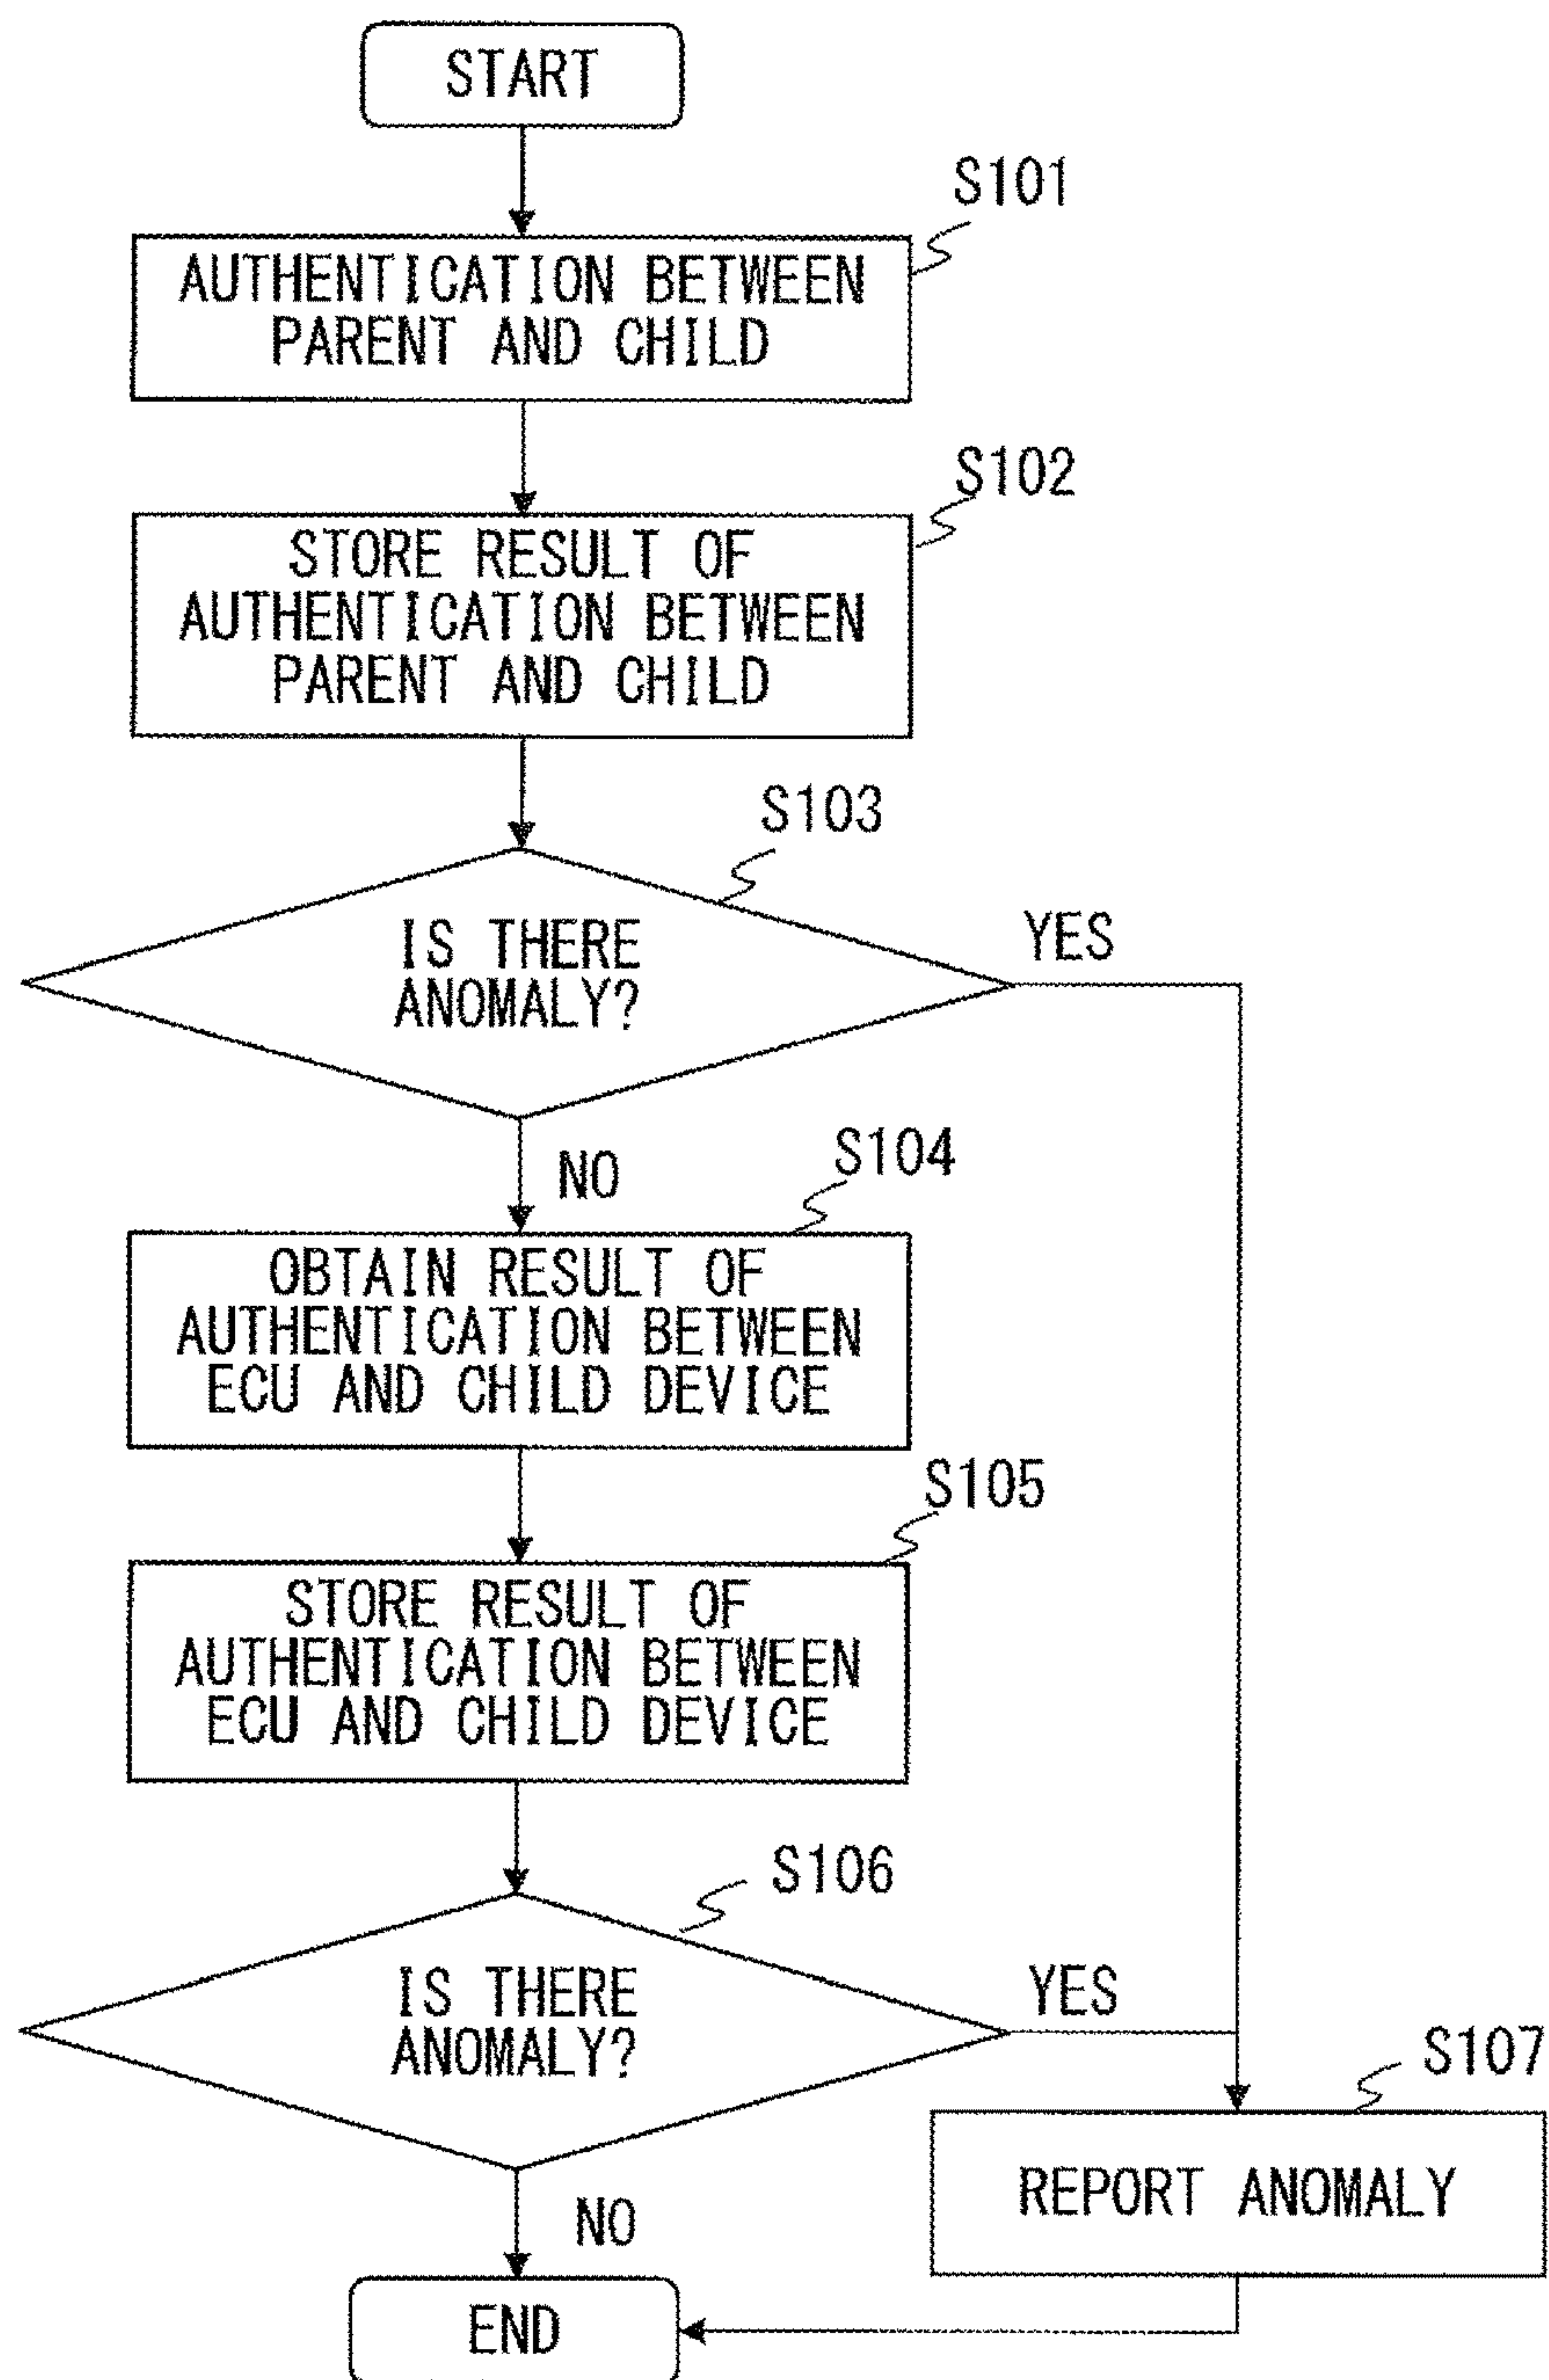 START
S101
AUTHENTICATION BETWEEN
PARENT AND CHILD
S102
STORE RESULT OF
AUTHENTICATION BETWEEN
PARENT AND CHILD
S103
IS THERE
ANOMALY?
YES
NO
S104
OBTAIN RESULT OF
AUTHENTICATION BETWEEN
ECU AND CHILD DEVICE
S105
STORE RESULT OF
AUTHENTICATION BETWEEN
ECU AND CHILD DEVICE
S106
IS THERE
ANOMALY?
YES
S107
REPORT ANOMALY
NO
END